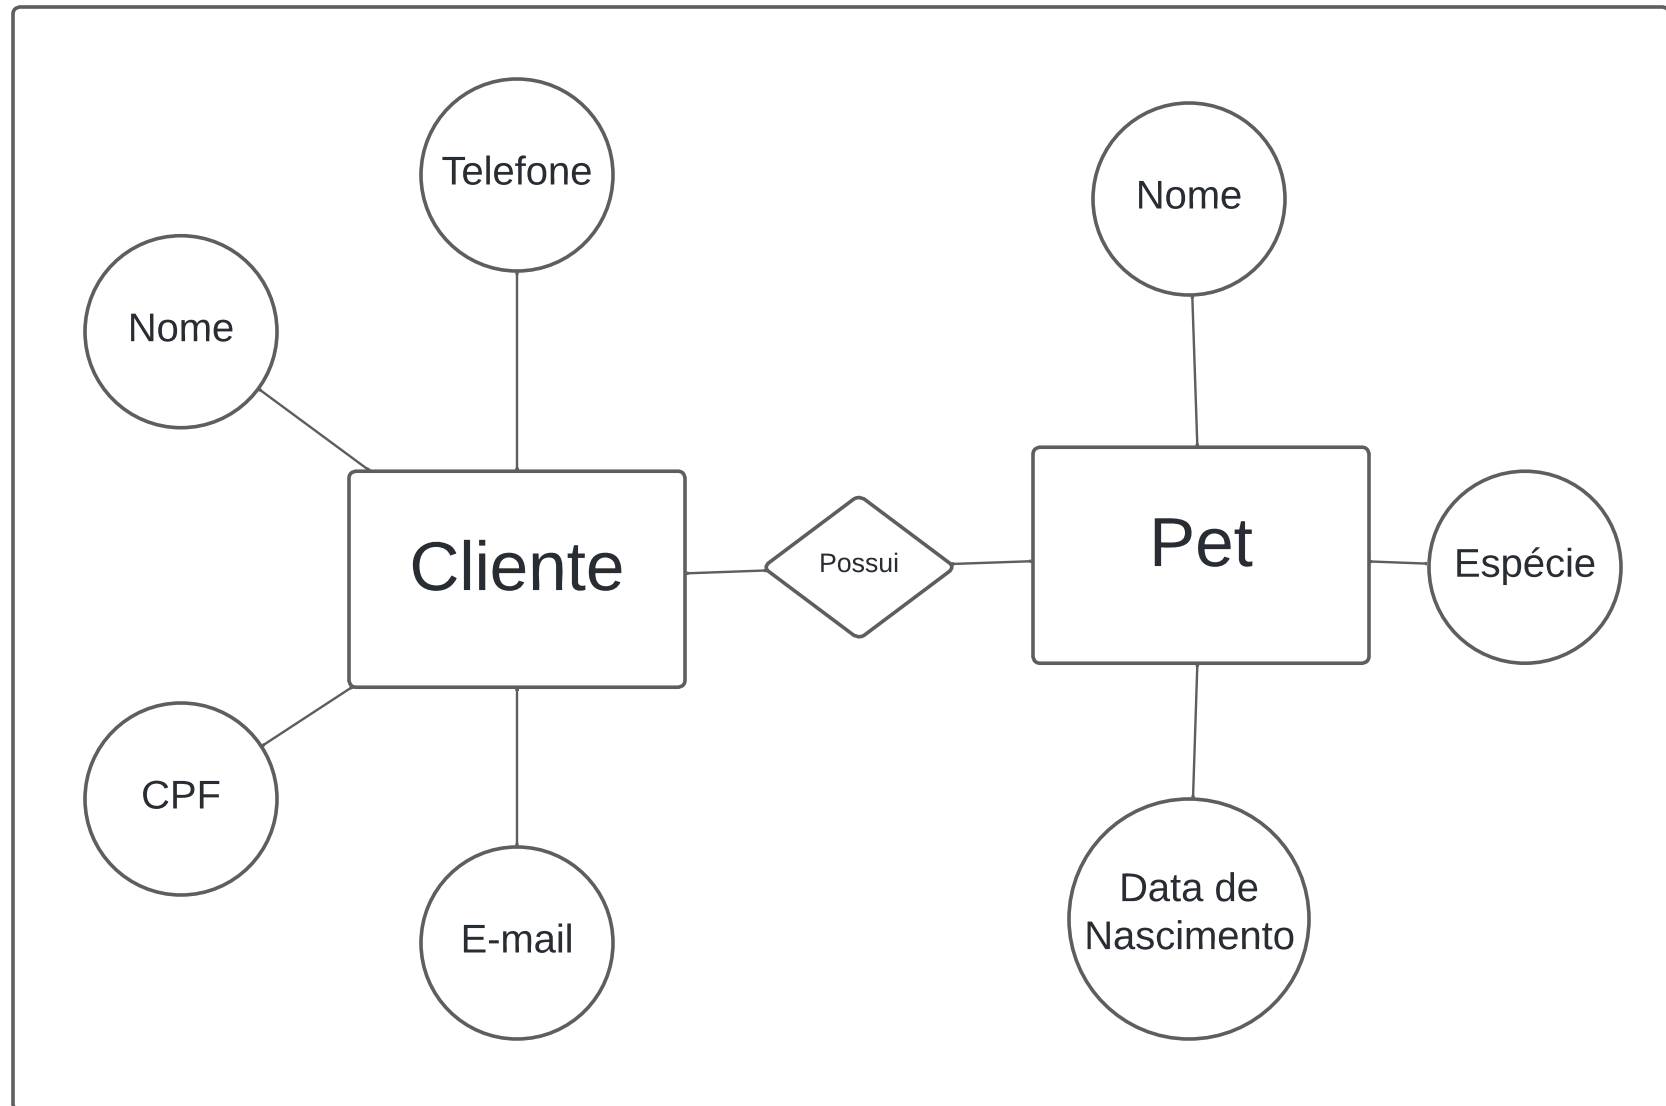 Telefone
Nome
Nome
Cliente
Possui
Pet
Espécie
CPF
E-mail
Data de
Nascimento